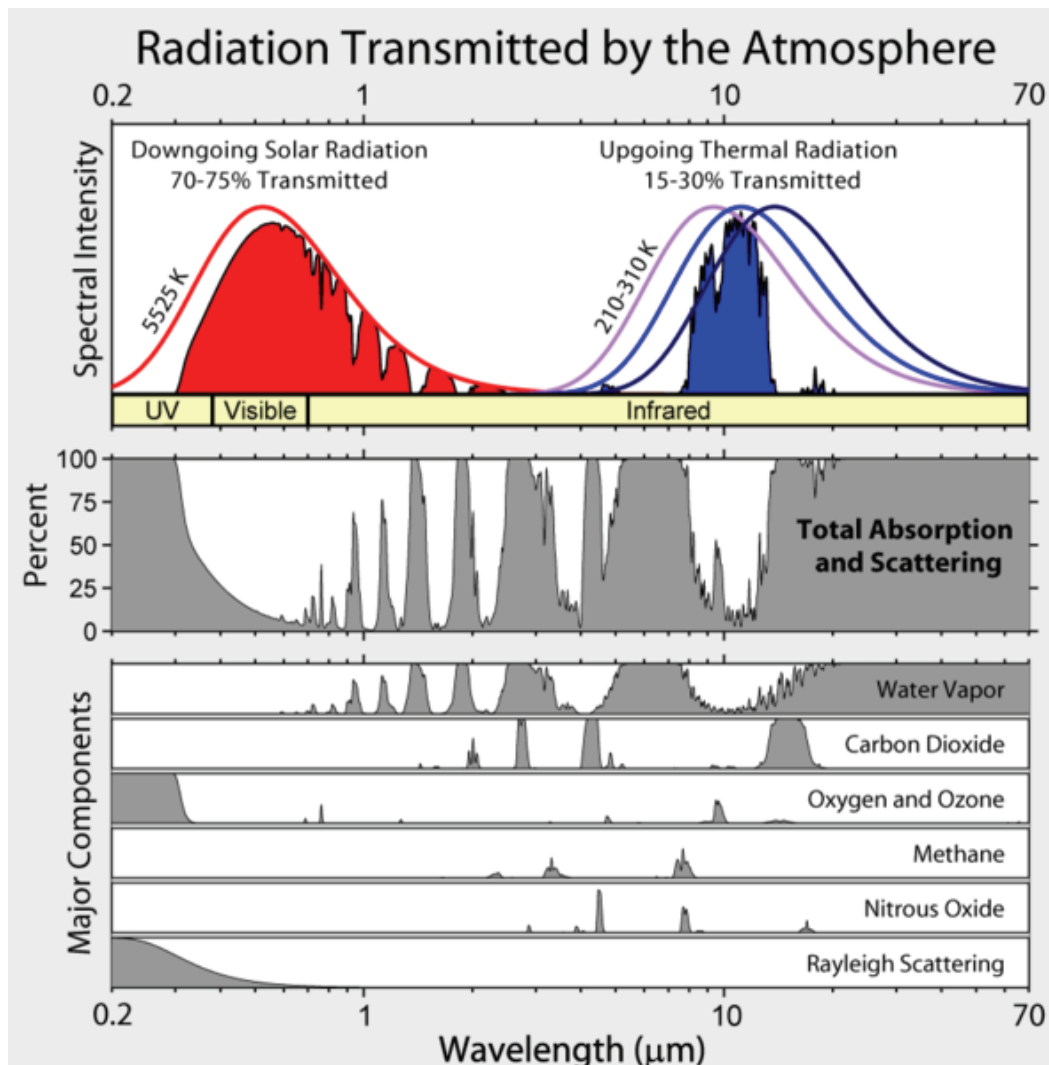 Radiation Transmitted by the Atmosphere
0.2 1 10 70
Spectral Intensity
Downgoing Solar Radiation
70-75% Transmitted
Upgoing Thermal Radiation
15-30% Transmitted
5525 K
210-310 K
UV Visible Infrared
Percent
100
75
50
25
0
Total Absorption
and Scattering
Major Components
Water Vapor
Carbon Dioxide
Oxygen and Ozone
Methane
Nitrous Oxide
Rayleigh Scattering
0.2 1 10 70
Wavelength (μm)